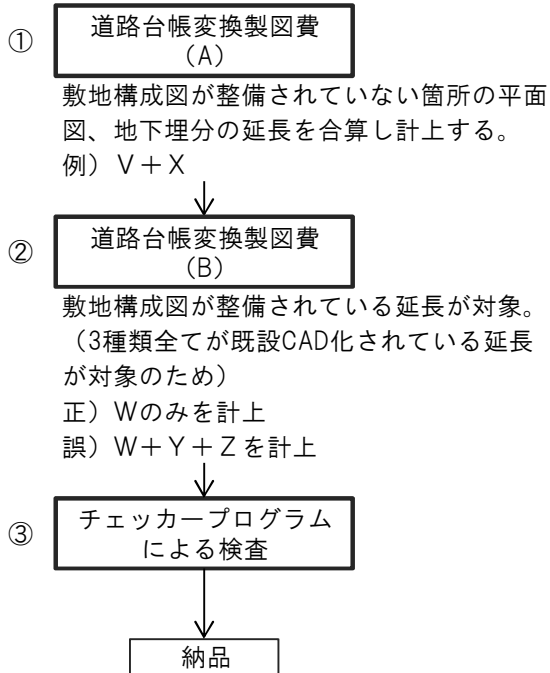 ①
道路台帳変換製図費
(A)
敷地構成図が整備されていない箇所の平面
図、地下埋分の延長を合算し計上する。
例）Ｖ＋Ｘ
②
道路台帳変換製図費
(B)
敷地構成図が整備されている延長が対象。
（3種類全てが既設CAD化されている延長
が対象のため）
正）Ｗのみを計上
誤）Ｗ＋Ｙ＋Ｚを計上
③
チェッカープログラム
による検査
納品